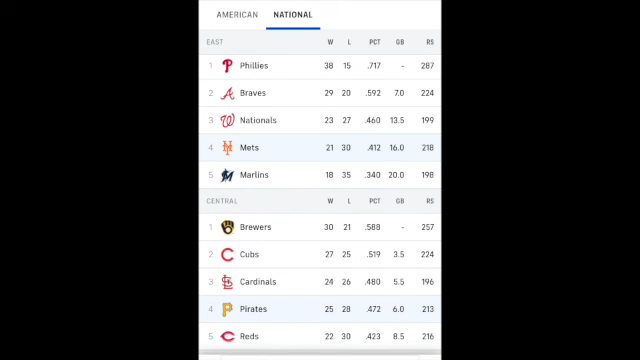 AMERICAN NATIONAL
EAST W L PCT GB RS
1 Phillies 38 15 .717 - 287
2 Braves 29 20 .592 7.0 224
3 Nationals 23 27 .460 13.5 199
4 Mets 21 30 .412 16.0 218
5 Marlins 18 35 .340 20.0 198
CENTRAL W L PCT GB RS
1 Brewers 30 21 .588 - 257
2 Cubs 27 25 .519 3.5 224
3 Cardinals 24 26 .480 5.5 196
4 Pirates 25 28 .472 6.0 213
5 Reds 22 30 .423 8.5 216